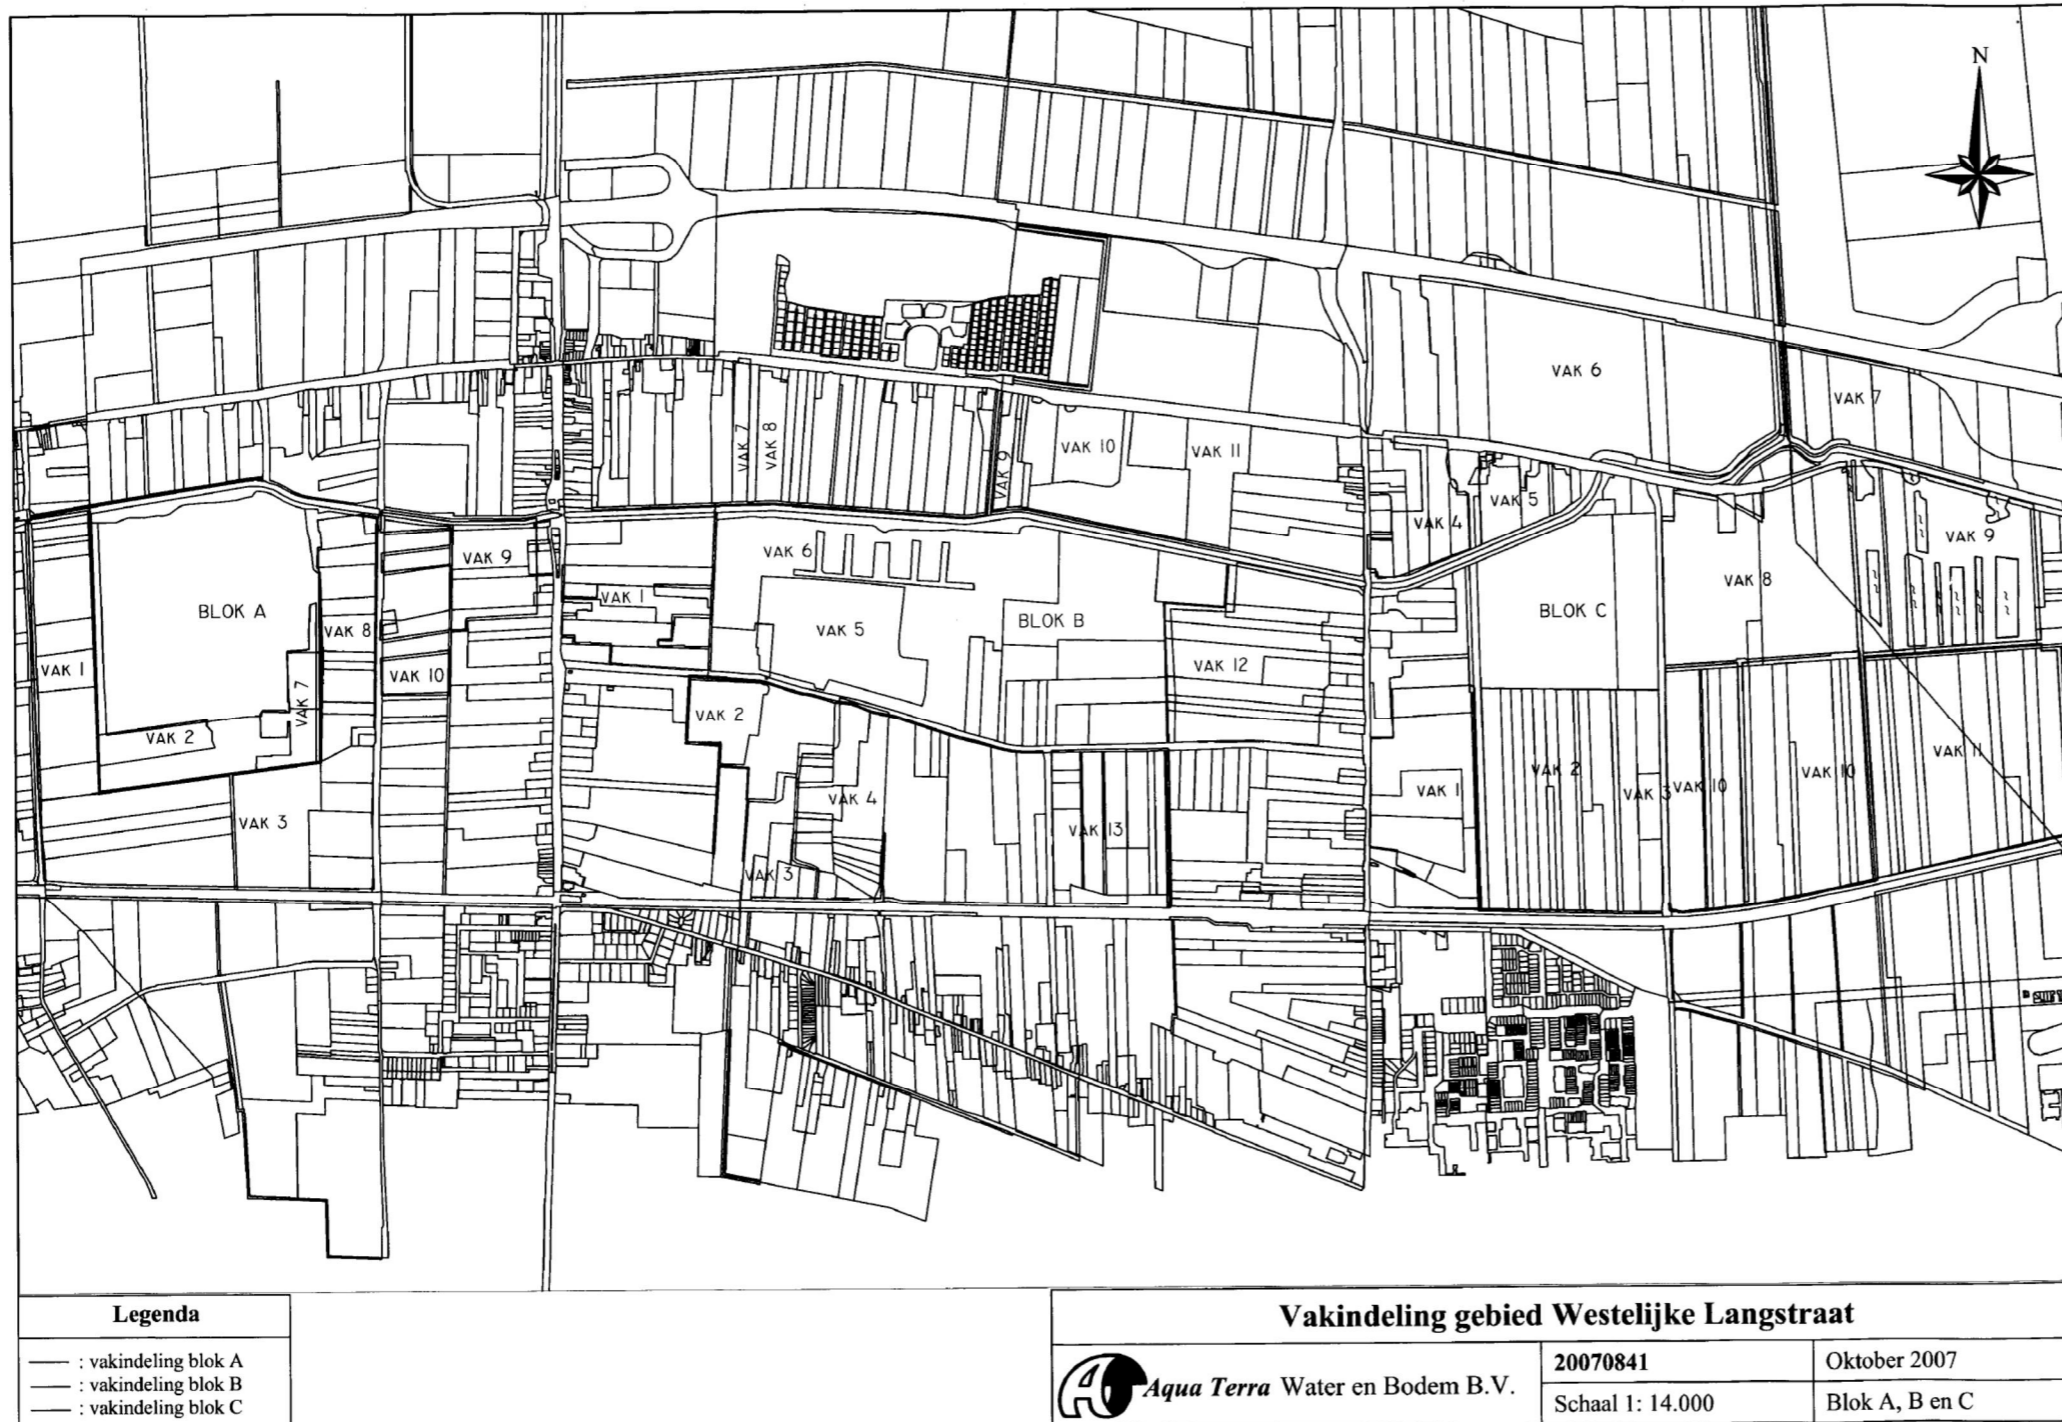 N
VAK 6
VAK 7
VAK 7
VAK 8
VAK 9
VAK 10
VAK 11
VAK 4
VAK 5
VAK 9
VAK 9
VAK 6
VAK 8
BLOK A
VAK 8
VAK 1
VAK 5
BLOK B
BLOK C
VAK 1
VAK 10
VAK 12
VAK 7
VAK 2
VAK 2
VAK 2
VAK 3
VAK 10
VAK 10
VAK 11
VAK 3
VAK 4
VAK 1
VAK 13
VAK 3
Legenda
: vakindeling blok A
: vakindeling blok B
: vakindeling blok C
Vakindeling gebied Westelijke Langstraat
Aqua Terra Water en Bodem B.V.
20070841
Oktober 2007
Schaal 1: 14.000
Blok A, B en C